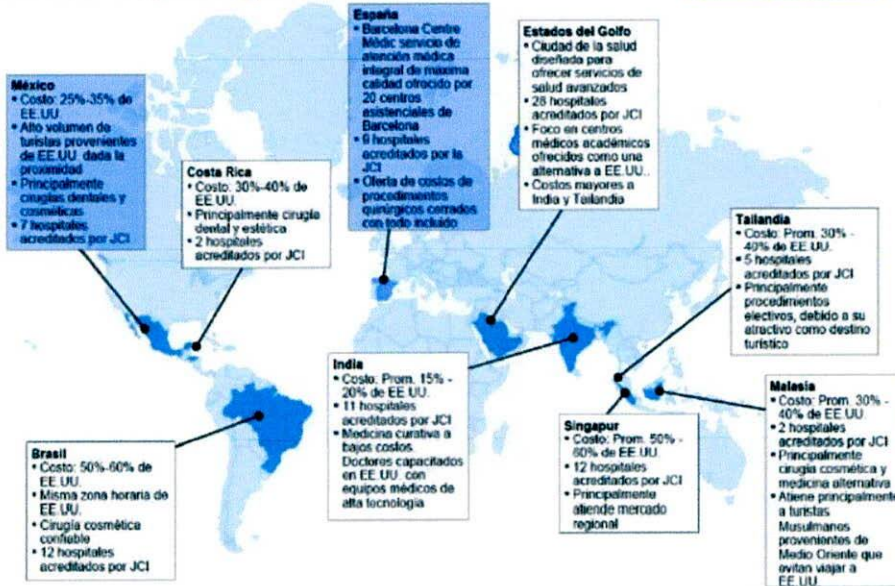 México
• Costo: 25%-35% de
EE.UU.
• Alto volumen de
turistas provenientes
de EE.UU. dada la
proximidad
• Principalmente
cirugías dentales y
cosméticas
• 7 hospitales
acreditados por JCI
Costa Rica
• Costo: 30%-40% de
EE.UU.
• Principalmente cirugía
dental y estética
• 2 hospitales
acreditados por JCI
España
• Barcelona Centre
Médic servicio de
atención médica
integral de máxima
calidad ofrecido por
20 centros
asistenciales de
Barcelona
• 6 hospitales
acreditados por la
JCI
• Oferta de costos de
procedimientos
quirúrgicos cerrados
con todo incluido
Estados del Golfo
• Ciudad de la salud
diseñada para
ofrecer servicios de
salud avanzados
• 28 hospitales
acreditados por JCI
• Foco en centros
médicos académicos
ofrecidos como una
alternativa a EE.UU..
• Costos mayores a
India y Tailandia
Tailandia
• Costo: Prom. 30% -
40% de EE.UU.
• 5 hospitales
acreditados por JCI
• Principalmente
procedimientos
electivos, debido a su
atractivo como destino
turístico
Brasil
• Costo: 50%-60% de
EE.UU.
• Misma zona horaria de
EE.UU.
• Cirugía cosmética
confiable
• 12 hospitales
acreditados por JCI
India
• Costo: Prom. 15% -
20% de EE.UU.
• 11 hospitales
acreditados por JCI
• Medicina curativa a
bajos costos.
Doctores capacitados
en EE.UU. con
equipos médicos de
alta tecnología
Singapur
• Costo: Prom. 50% -
60% de EE.UU.
• 12 hospitales
acreditados por JCI
• Principalmente
atiende mercado
regional
Malasia
• Costo: Prom. 30% -
40% de EE.UU.
• 2 hospitales
acreditados por JCI
• Principalmente
cirugía cosmética y
medicina alternativa
• Atiene principalmente
a turistas
Musulmanes
provenientes de
Medio Oriente que
evitan viajar a
EE.UU.